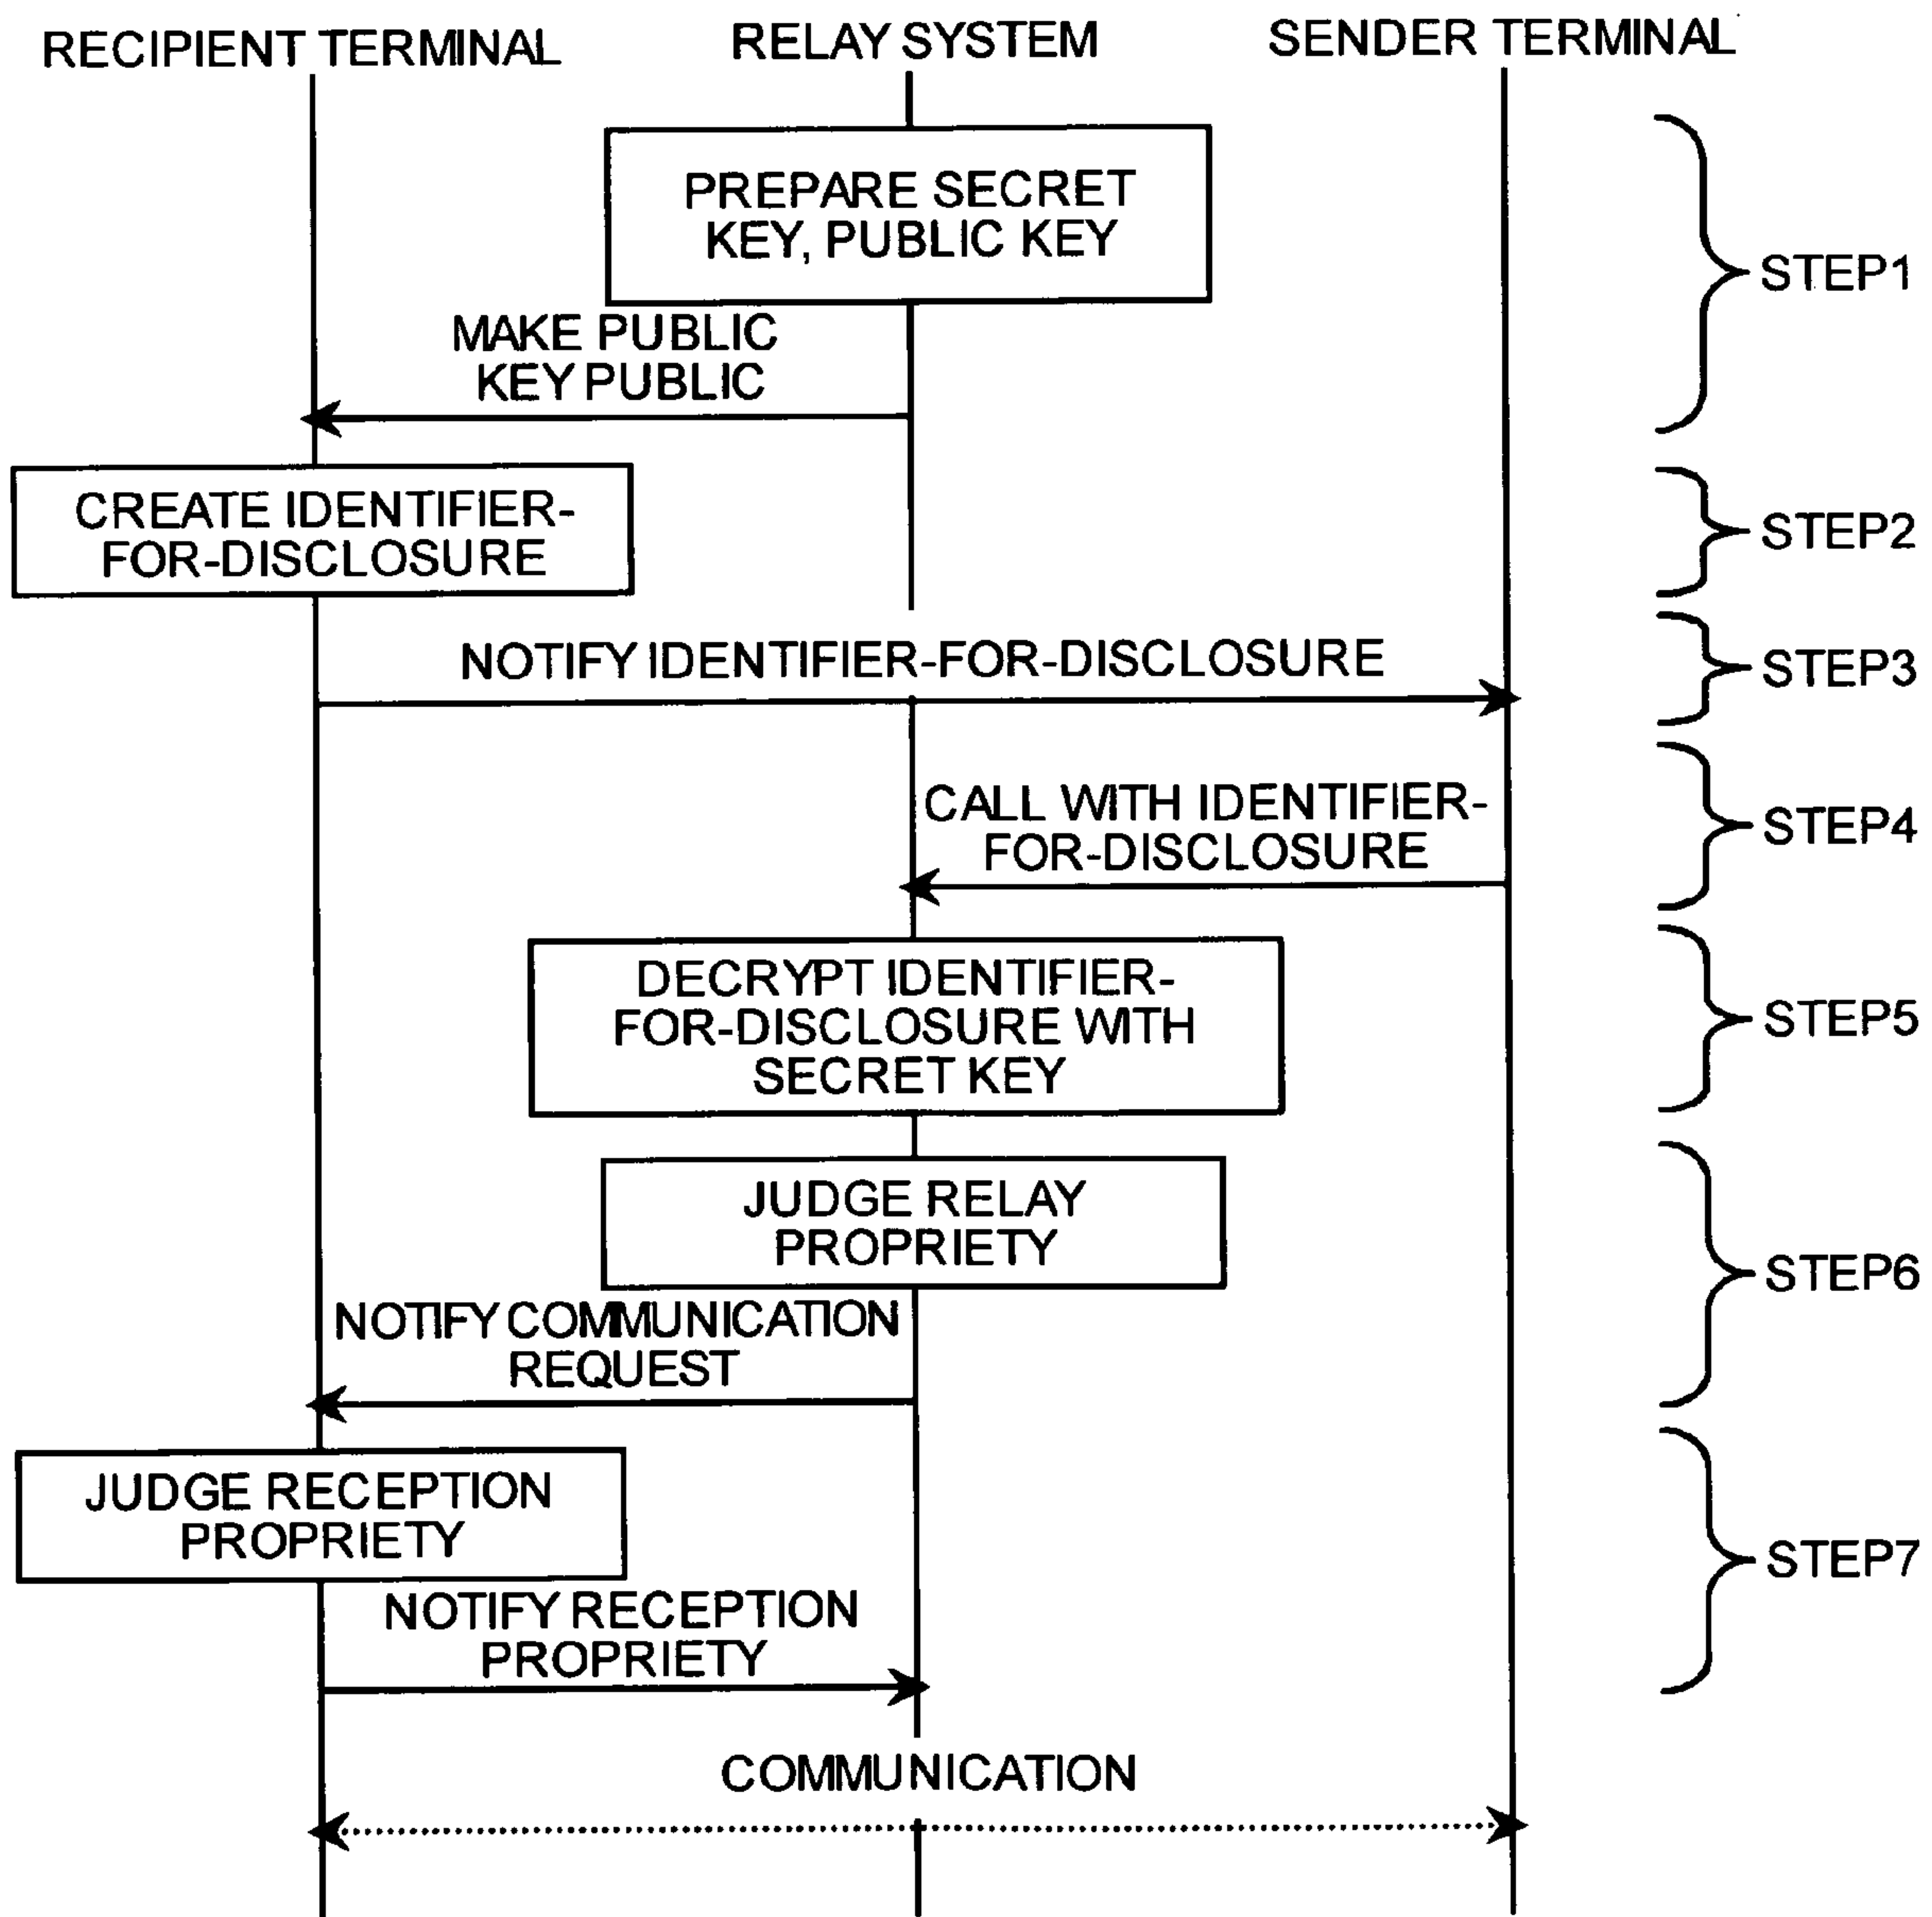 RECIPIENT TERMINAL
RELAY SYSTEM
SENDER TERMINAL
PREPARE SECRET
KEY, PUBLIC KEY
STEP1
MAKE PUBLIC
KEY PUBLIC
CREATE IDENTIFIER-
FOR-DISCLOSURE
STEP2
NOTIFY IDENTIFIER-FOR-DISCLOSURE
STEP3
CALL WITH IDENTIFIER-
FOR-DISCLOSURE
STEP4
DECRYPT IDENTIFIER-
FOR-DISCLOSURE WITH
SECRET KEY
STEP5
JUDGE RELAY
PROPRIETY
STEP6
NOTIFY COMMUNICATION
REQUEST
JUDGE RECEPTION
PROPRIETY
STEP7
NOTIFY RECEPTION
PROPRIETY
COMMUNICATION